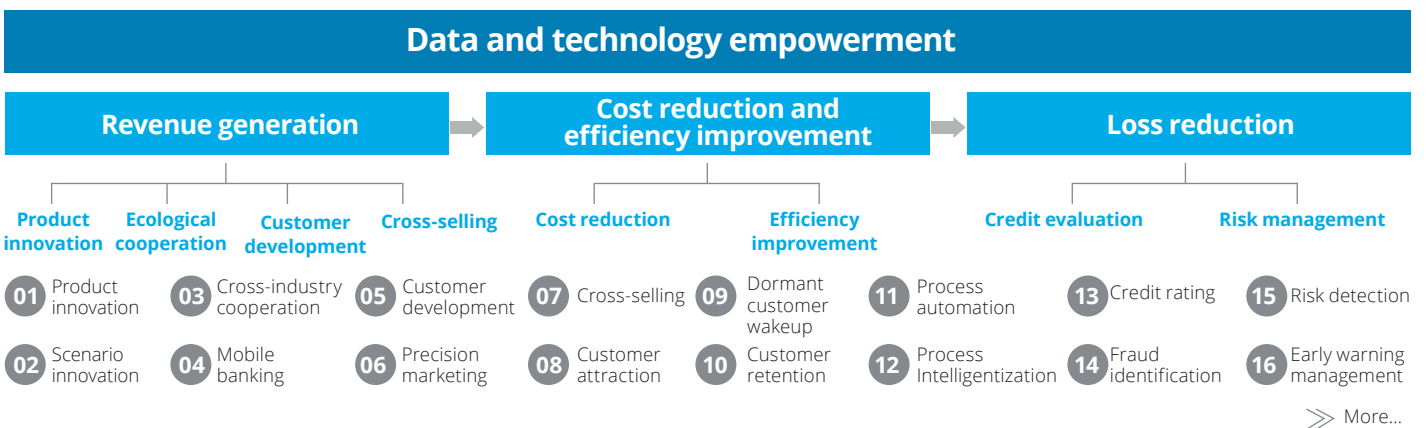 Data and technology empowerment
Revenue generation
Cost reduction and
efficiency improvement
Loss reduction
Product
innovation
Ecological
cooperation
Customer
development
Cross-selling
Cost reduction
Efficiency
improvement
Credit evaluation
Risk management
01 Product
innovation
03 Cross-industry
cooperation
05 Customer
development
07 Cross-selling
09 Dormant
customer
wakeup
11 Process
automation
13 Credit rating
15 Risk detection
02 Scenario
innovation
04 Mobile
banking
06 Precision
marketing
08 Customer
attraction
10 Customer
retention
12 Process
Intelligentization
14 Fraud
identification
16 Early warning
management
More...